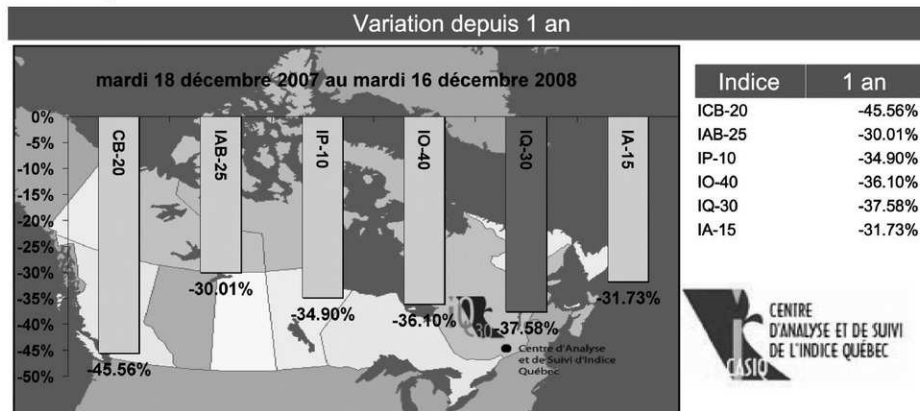 Variation depuis 1 an
mardi 18 décembre 2007 au mardi 16 décembre 2008
0%
-5%
-10%
-15%
-20%
-25%
-30%
-35%
-40%
-45%
-50%
CB-20
IAB-25
IP-10
IO-40
IQ-30
IA-15
-45.56%
-30.01%
-34.90%
-36.10%
-37.58%
-31.73%
IQ
30
Centre d'Analyse
et de Suivi d'Indice
Québec
Indice 1 an
ICB-20 -45.56%
IAB-25 -30.01%
IP-10 -34.90%
IO-40 -36.10%
IQ-30 -37.58%
IA-15 -31.73%
CENTRE
D'ANALYSE ET DE SUIVI
DE L'INDICE QUÉBEC
CASIQ